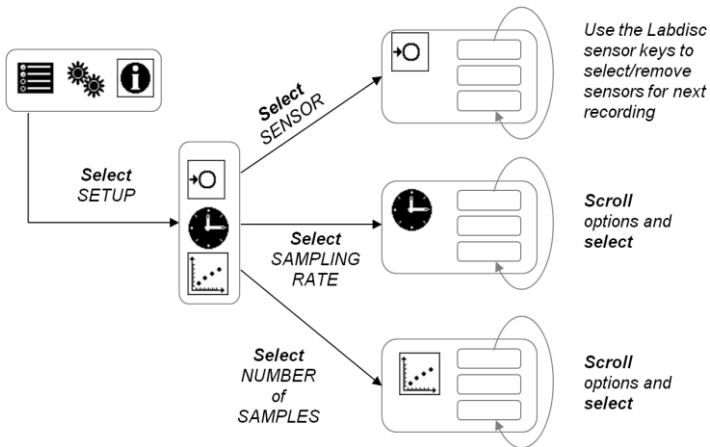 Select
SETUP
Select
SENSOR
Use the Labdisc
sensor keys to
select/remove
sensors for next
recording
Select
SAMPLING
RATE
Scroll
options and
select
Select
NUMBER
of
SAMPLES
Scroll
options and
select